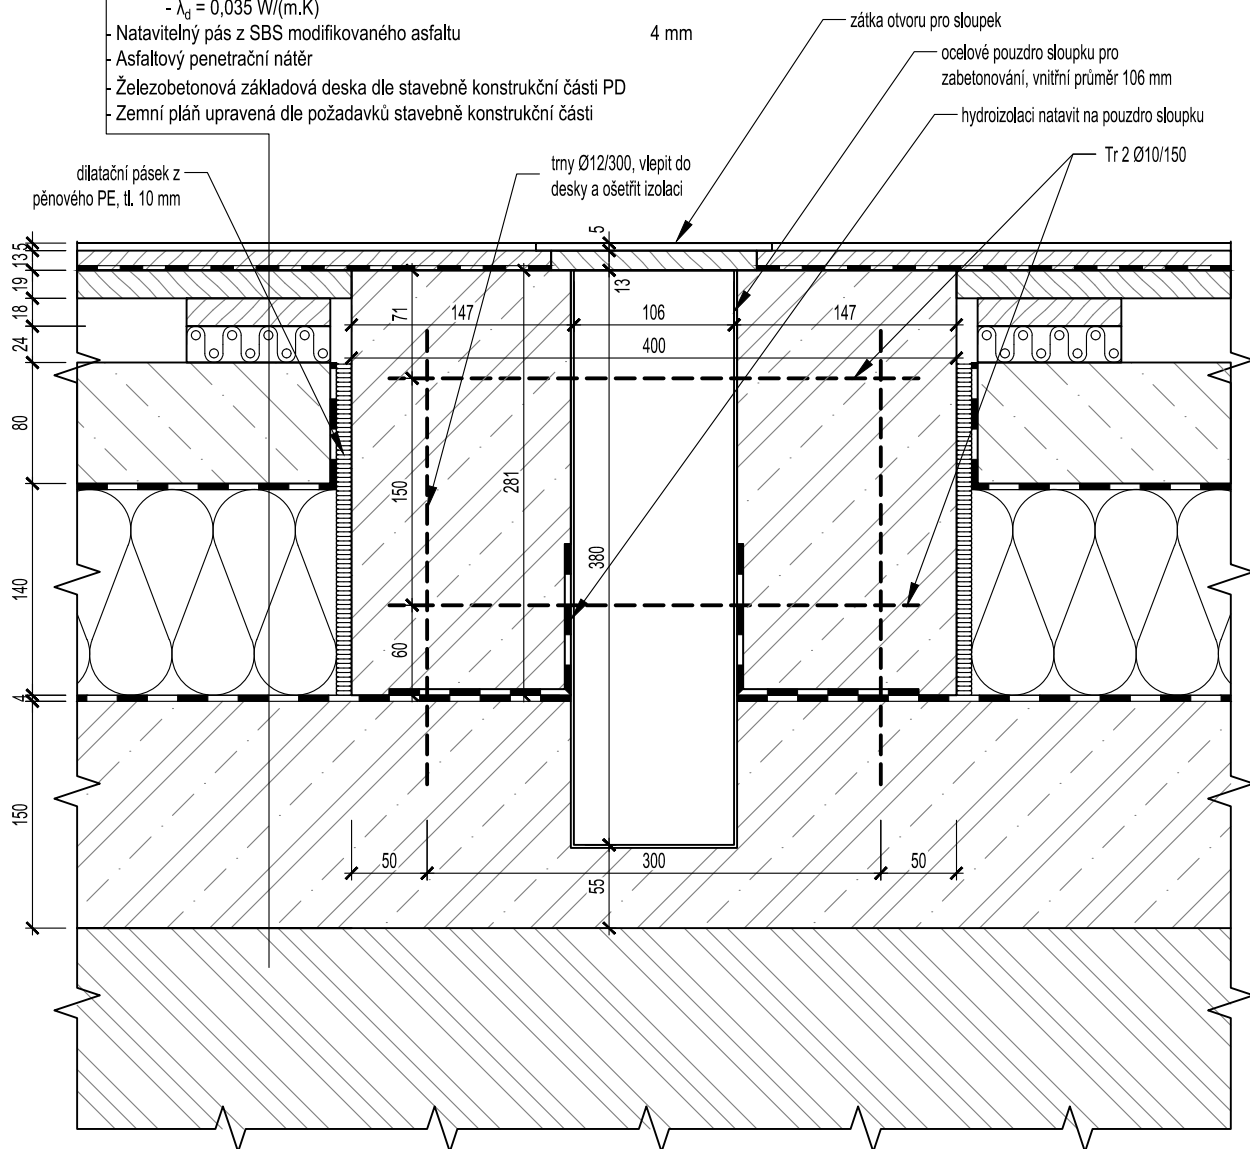 - λd = 0,035 W/(m.K)
- Natavitelný pás z SBS modifikovaného asfaltu 4 mm
- Asfaltový penetrační nátěr
- Železobetonová základová deska dle stavebně konstrukční části PD
- Zemní pláň upravená dle požadavků stavebně konstrukční části
zátka otvoru pro sloupek
ocelové pouzdro sloupku pro
zabetonování, vnitřní průměr 106 mm
hydroizolaci natavit na pouzdro sloupku
Tr 2 Ø10/150
trny Ø12/300, vlepit do
desky a ošetřit izolaci
dilatační pásek z
pěnového PE, tl. 10 mm
5
13
19
18
24
80
140
4
150
5
13
71
147
106
147
400
150
281
380
60
50
300
50
55